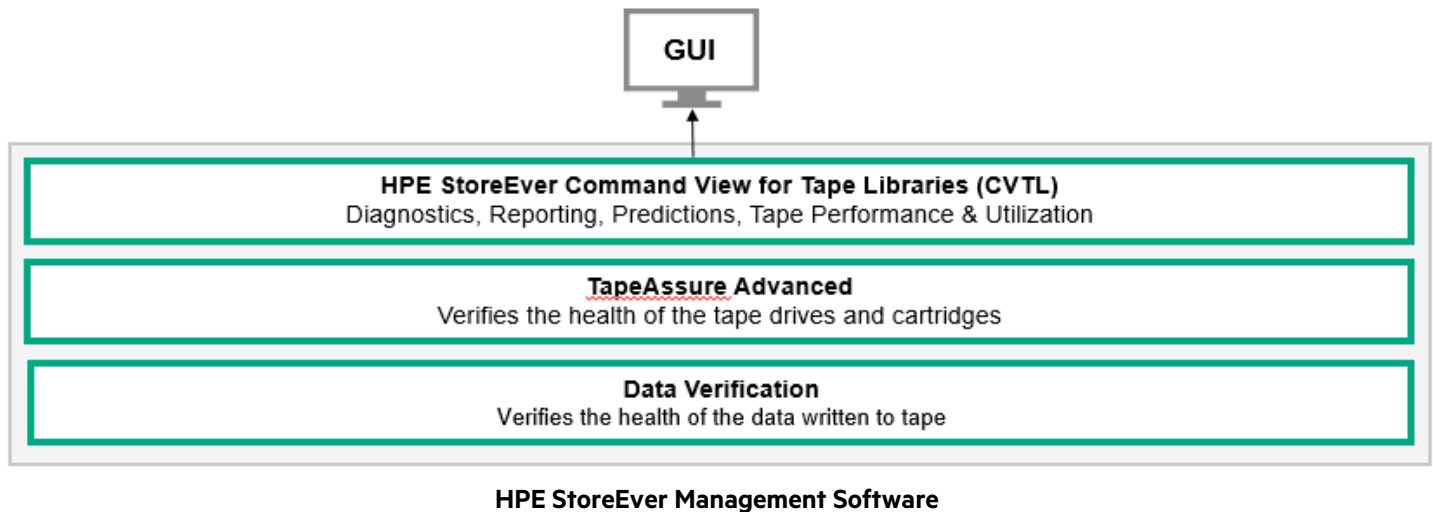 GUI
HPE StoreEver Command View for Tape Libraries (CVTL)
Diagnostics, Reporting, Predictions, Tape Performance & Utilization
TapeAssure Advanced
Verifies the health of the tape drives and cartridges
Data Verification
Verifies the health of the data written to tape
HPE StoreEver Management Software